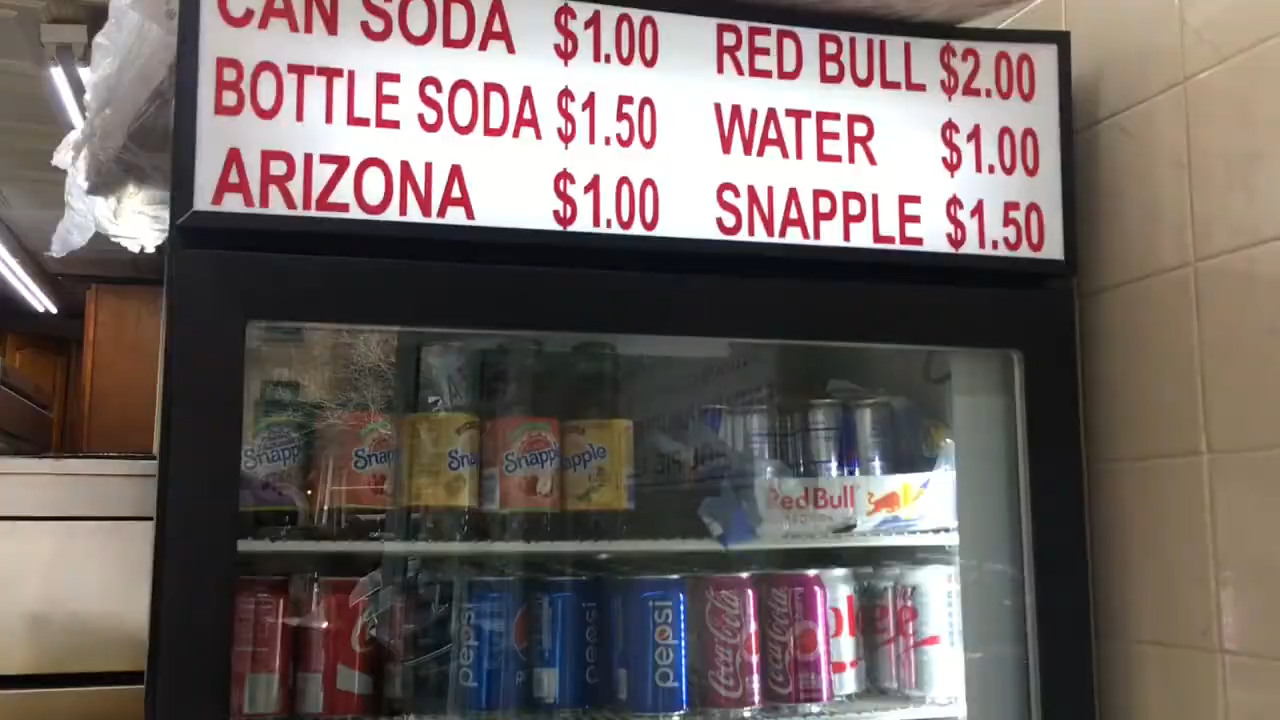 CAN SODA $1.00
BOTTLE SODA $1.50
ARIZONA $1.00
RED BULL $2.00
WATER $1.00
SNAPPLE $1.50
Snapple
Snapple
Snapple
Snapple
Snapple
Red Bull
pepsi
pepsi
pepsi
Coca-Cola
Coca-Cola